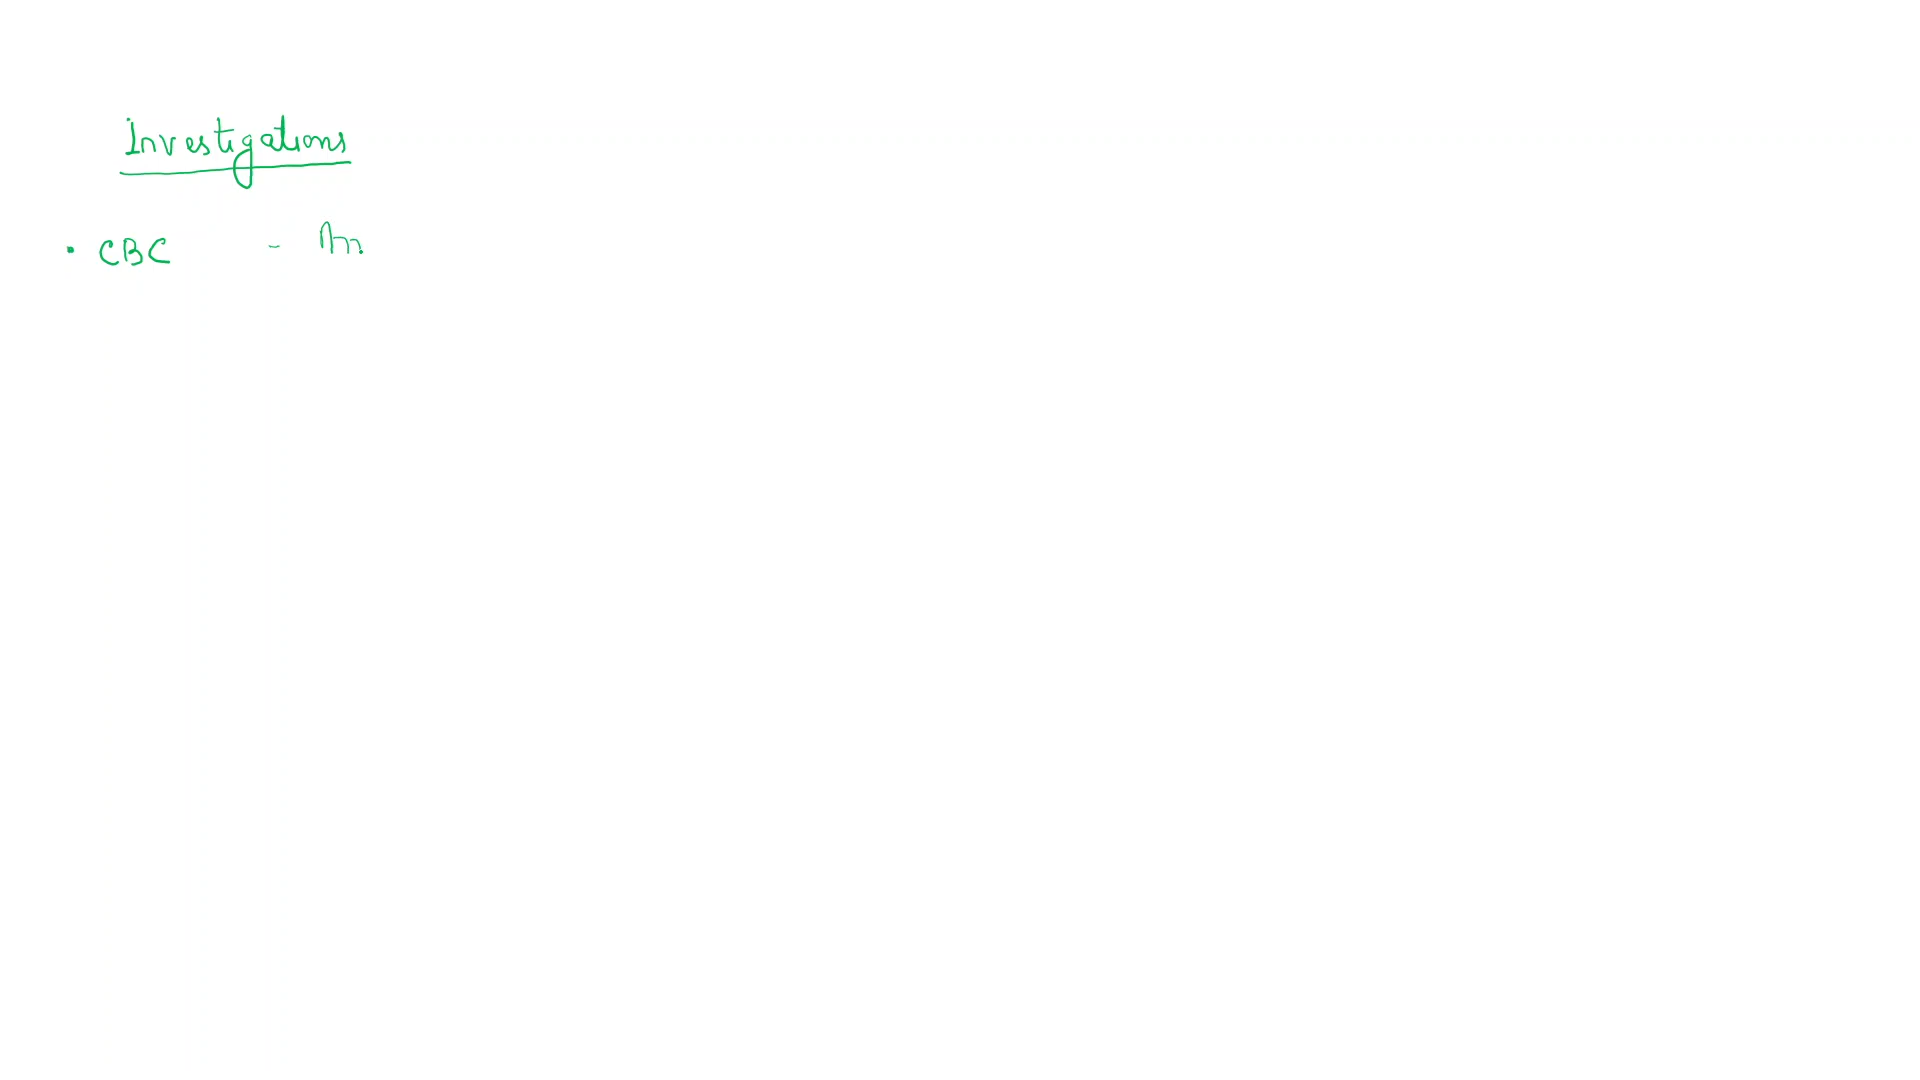 Investigations
• CBC -